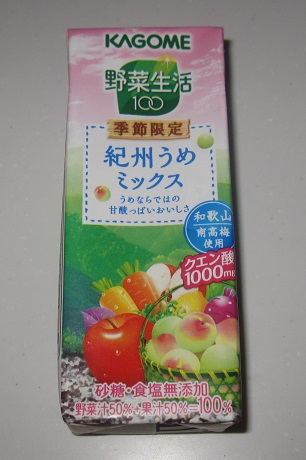 KAGOME
野菜生活
100
季節限定
紀州うめ
ミックス
うめならではの
甘酸っぱいおいしさ
和歌山
南高梅
使用
クエン酸
1000mg
砂糖・食塩無添加
野菜汁50%+果汁50%=100%